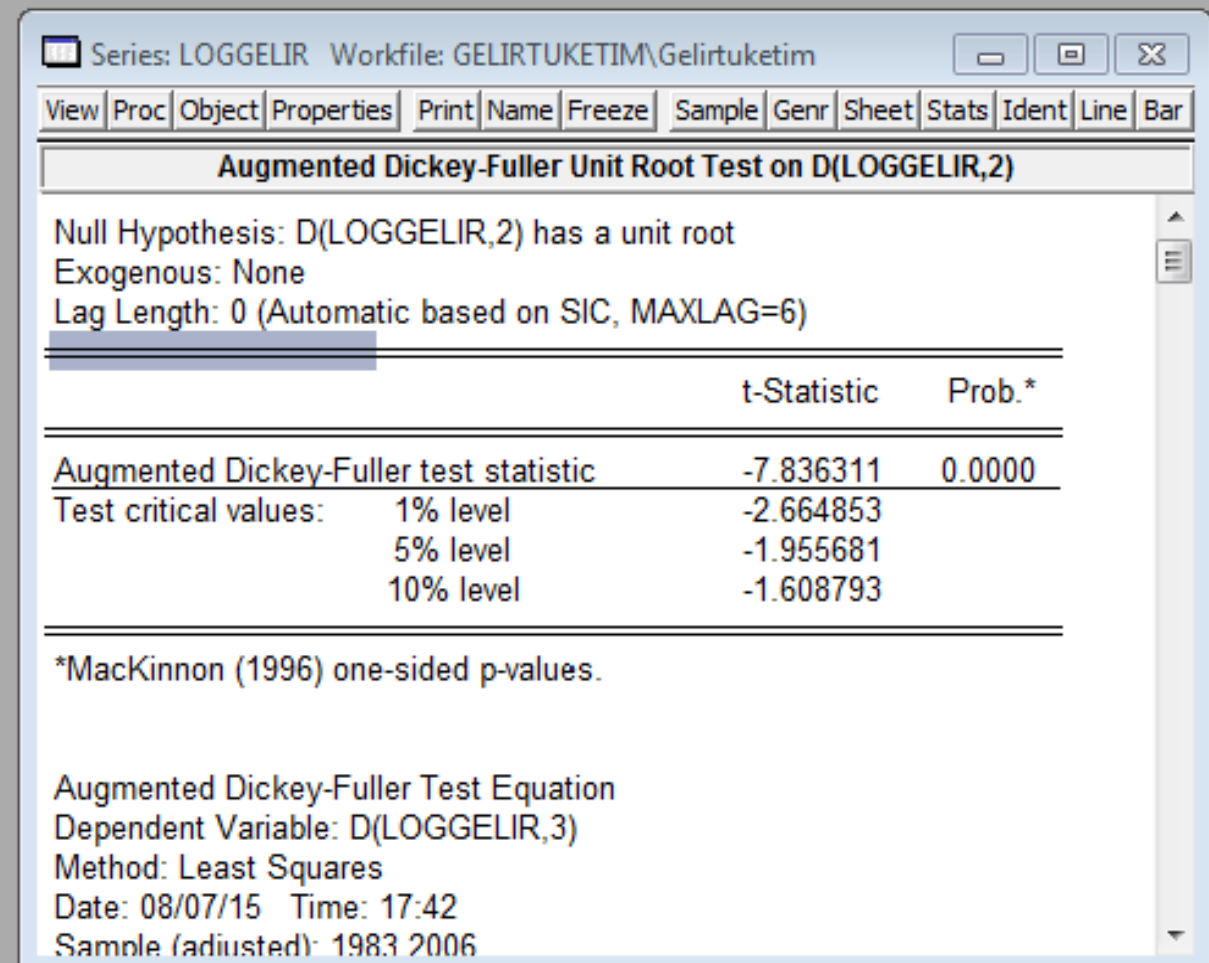 Series: LOGGELIR Workfile: GELIRTUKETIM\Gelirtuketim
View Proc Object Properties Print Name Freeze Sample Genr Sheet Stats Ident Line Bar
Augmented Dickey-Fuller Unit Root Test on D(LOGGELIR,2)
Null Hypothesis: D(LOGGELIR,2) has a unit root
Exogenous: None
Lag Length: 0 (Automatic based on SIC, MAXLAG=6)
t-Statistic Prob.*
Augmented Dickey-Fuller test statistic -7.836311 0.0000
Test critical values: 1% level -2.664853
5% level -1.955681
10% level -1.608793
*MacKinnon (1996) one-sided p-values.
Augmented Dickey-Fuller Test Equation
Dependent Variable: D(LOGGELIR,3)
Method: Least Squares
Date: 08/07/15 Time: 17:42
Sample (adjusted): 1983 2006